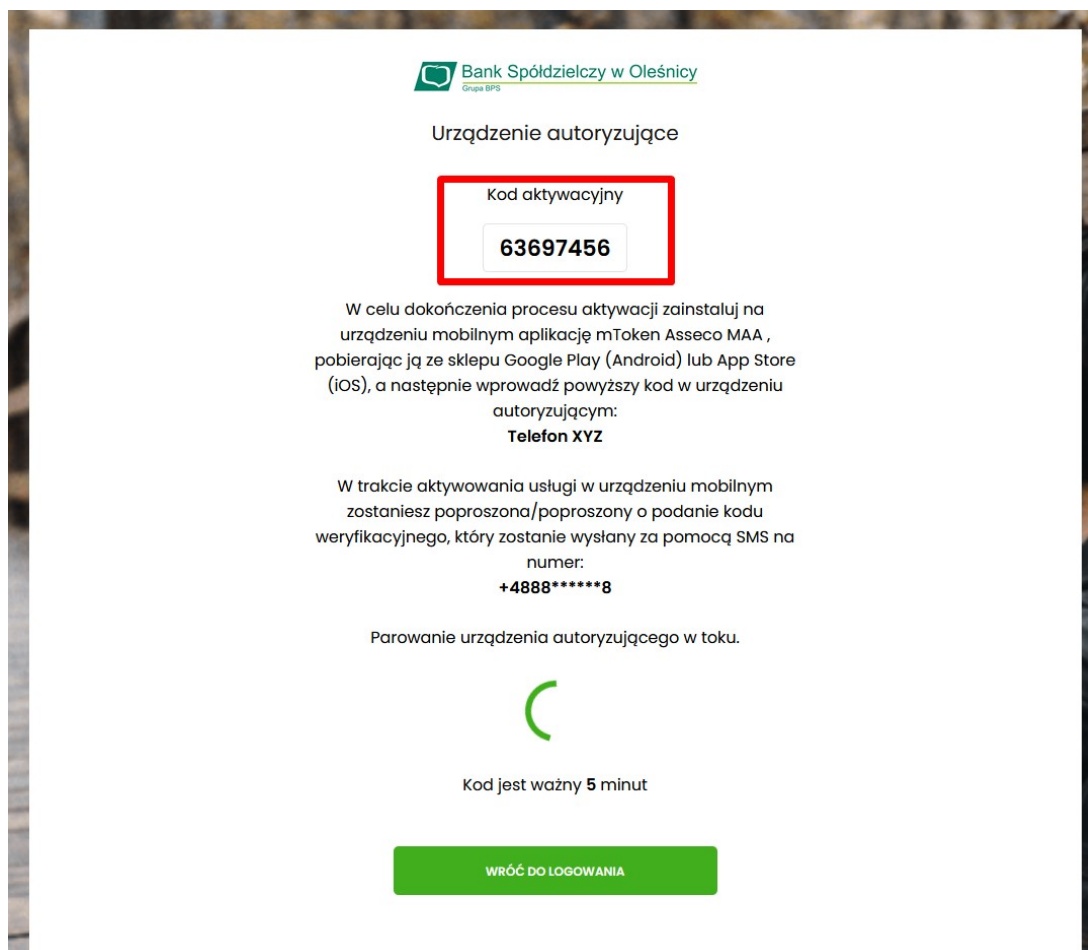 Bank Spółdzielczy w Oleśnicy
Grupa BPS
Urządzenie autoryzujące
Kod aktywacyjny
63697456
W celu dokończenia procesu aktywacji zainstaluj na
urządzeniu mobilnym aplikację mToken Asseco MAA ,
pobierając ją ze sklepu Google Play (Android) lub App Store
(iOS), a następnie wprowadź powyższy kod w urządzeniu
autoryzującym:
Telefon XYZ
W trakcie aktywowania usługi w urządzeniu mobilnym
zostaniesz poproszona/poproszony o podanie kodu
weryfikacyjnego, który zostanie wysłany za pomocą SMS na
numer:
+4888******8
Parowanie urządzenia autoryzującego w toku.
Kod jest ważny 5 minut
WRÓĆ DO LOGOWANIA